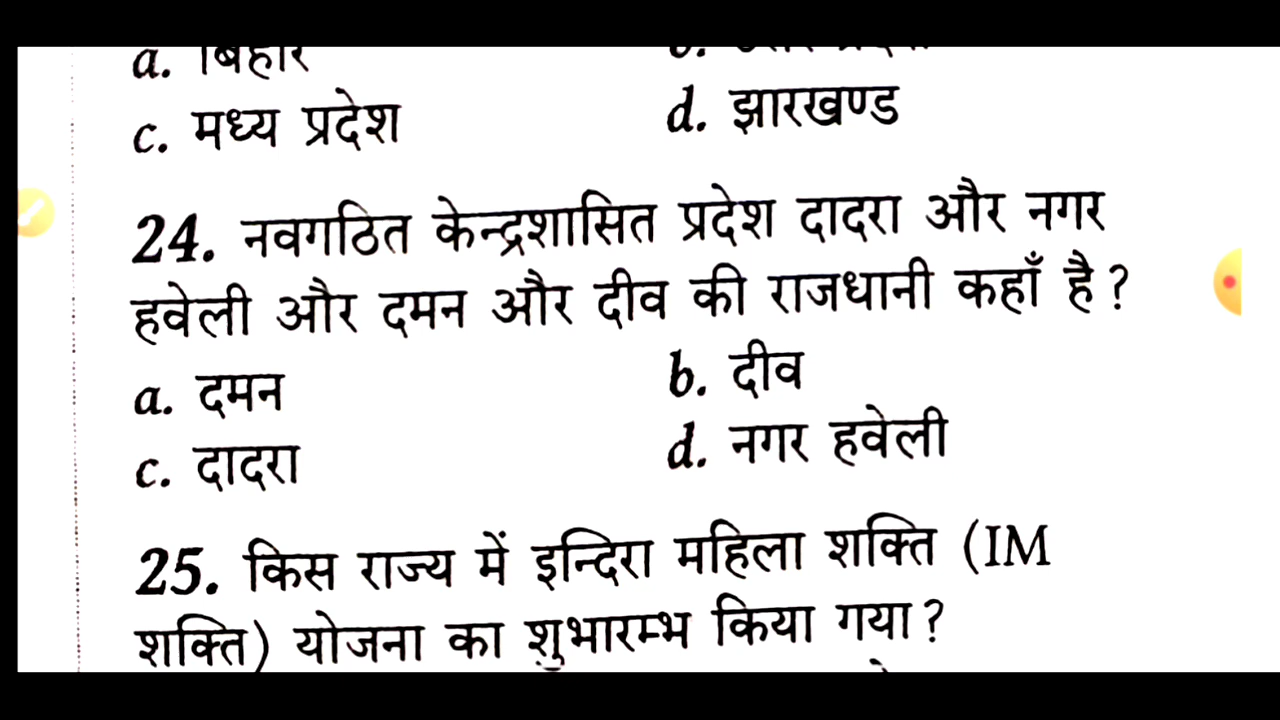 a. बिहार
c. मध्य प्रदेश
d. झारखण्ड
24. नवगठित केन्द्रशासित प्रदेश दादरा और नगर
हवेली और दमन और दीव की राजधानी कहाँ है?
a. दमन
b. दीव
c. दादरा
d. नगर हवेली
25. किस राज्य में इन्दिरा महिला शक्ति (IM
शक्ति) योजना का शुभारम्भ किया गया?